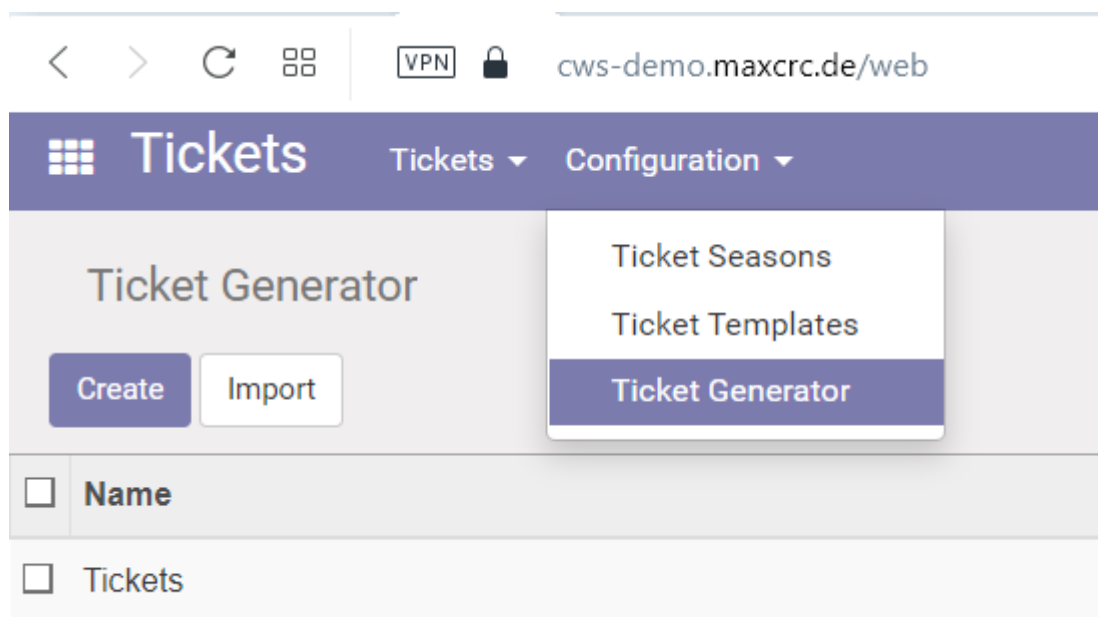 VPN cws-demo.maxcrc.de/web
Tickets Tickets Configuration
Ticket Seasons
Ticket Generator
Ticket Templates
Create Import
Ticket Generator
Name
Tickets